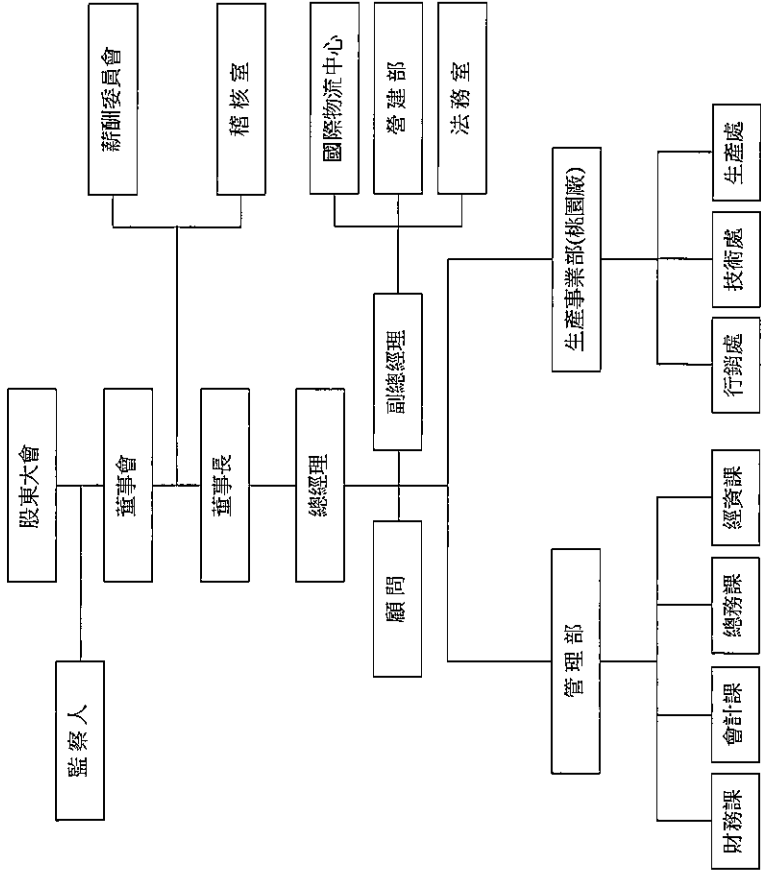 股東大會
監察人
董事會
薪酬委員會
稽核室
董事長
總經理
顧問
副總經理
國際物流中心
營建部
法務室
管理部
生產事業部(桃園廠)
財務課
會計課
總務課
經資課
行銷處
技術處
生產處